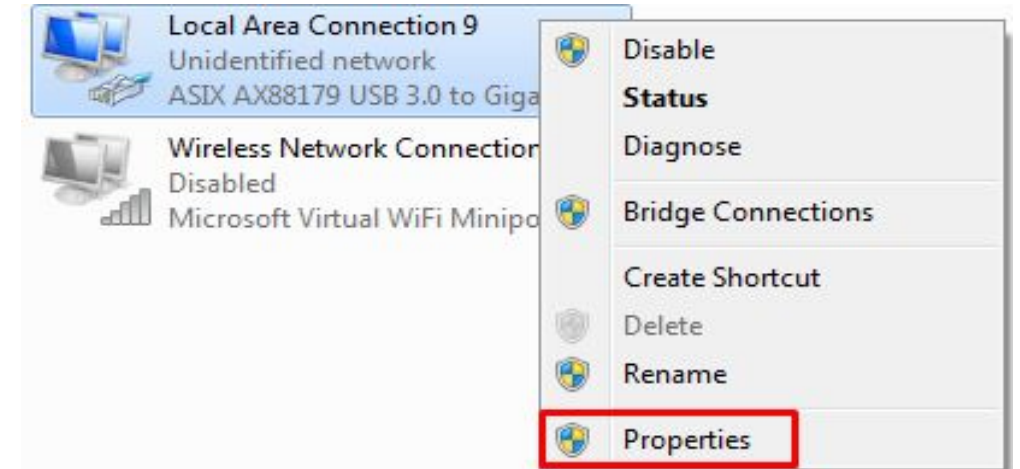 Local Area Connection 9
Unidentified network
ASIX AX88179 USB 3.0 to Giga
Wireless Network Connection
Disabled
Microsoft Virtual WiFi Minipo
Disable
Status
Diagnose
Bridge Connections
Create Shortcut
Delete
Rename
Properties